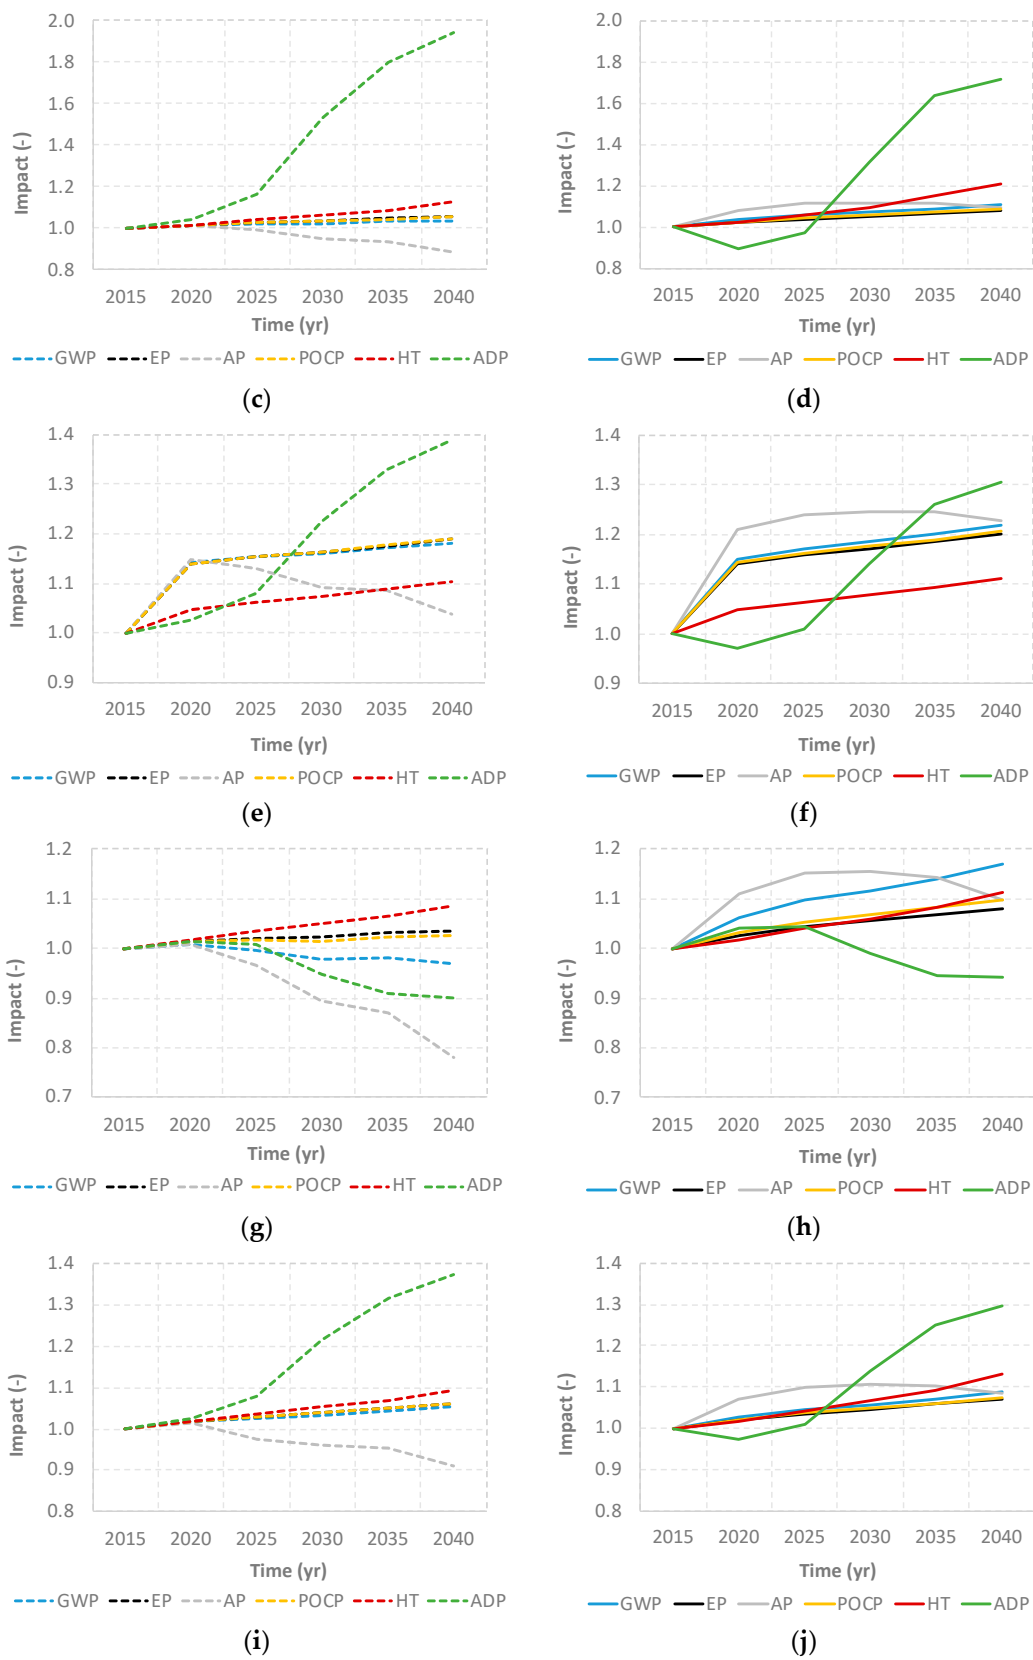 2.0
1.8
1.6
1.4
1.2
1.0
0.8
Impact (-)
2015 2020 2025 2030 2035 2040
Time (yr)
GWP EP AP POCP HT ADP
(c)
2.0
1.8
1.6
1.4
1.2
1.0
0.8
Impact (-)
2015 2020 2025 2030 2035 2040
Time (yr)
GWP EP AP POCP HT ADP
(d)
1.4
1.3
1.2
1.1
1.0
0.9
Impact (-)
2015 2020 2025 2030 2035 2040
Time (yr)
GWP EP AP POCP HT ADP
(e)
1.4
1.3
1.2
1.1
1.0
0.9
Impact (-)
2015 2020 2025 2030 2035 2040
Time (yr)
GWP EP AP POCP HT ADP
(f)
1.2
1.1
1.0
0.9
0.8
0.7
Impact (-)
2015 2020 2025 2030 2035 2040
Time (yr)
GWP EP AP POCP HT ADP
(g)
1.2
1.1
1.0
0.9
0.8
0.7
Impact (-)
2015 2020 2025 2030 2035 2040
Time (yr)
GWP EP AP POCP HT ADP
(h)
1.4
1.3
1.2
1.1
1.0
0.9
0.8
Impact (-)
2015 2020 2025 2030 2035 2040
Time (yr)
GWP EP AP POCP HT ADP
(i)
1.4
1.3
1.2
1.1
1.0
0.9
0.8
Impact (-)
2015 2020 2025 2030 2035 2040
Time (yr)
GWP EP AP POCP HT ADP
(j)